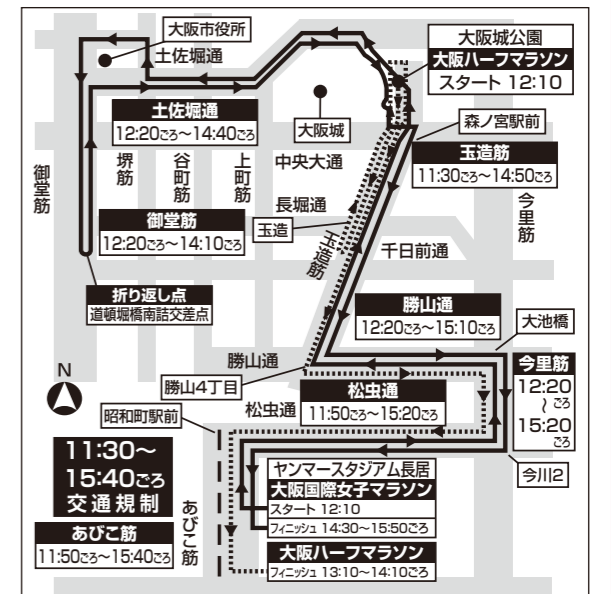 大阪市役所
土佐堀通
大阪城公園
大阪ハーフマラソン
スタート 12:10
土佐堀通
12:20ごろ～14:40ごろ
大阪城
森ノ宮駅前
玉造筋
11:30ごろ～14:50ごろ
御堂筋
堺筋
谷町筋
上町筋
中央大通
長堀通
今里筋
御堂筋
12:20ごろ～14:10ごろ
玉造
玉造筋
千日前通
折り返し点
道頓堀橋南詰交差点
勝山通
12:20ごろ～15:10ごろ
大池橋
勝山通
勝山4丁目
N
松虫通
11:50ごろ～15:20ごろ
今里筋
12:20
～ごろ
15:20
ごろ
松虫通
昭和町駅前
11:30～
15:40ごろ
交通規制
今川2
ヤンマースタジアム長居
大阪国際女子マラソン
スタート 12:10
フィニッシュ 14:30～15:50ごろ
あびこ筋
あびこ筋
11:50ごろ～15:40ごろ
大阪ハーフマラソン
フィニッシュ 13:10～14:10ごろ